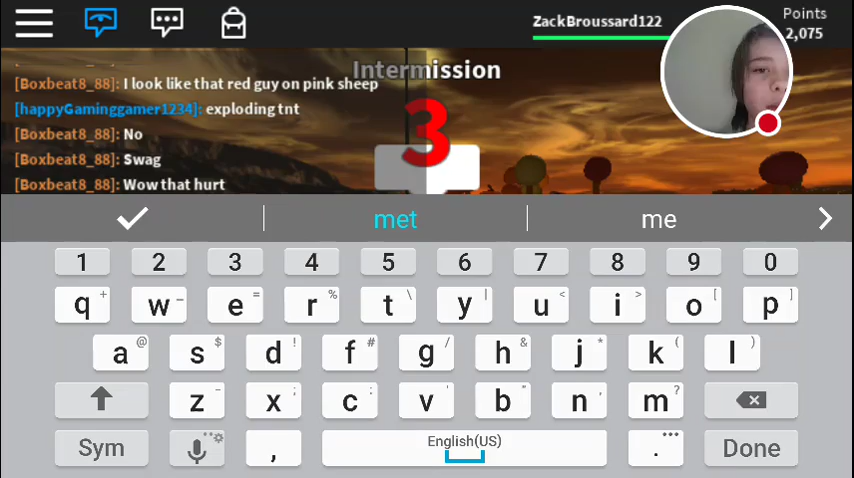 ZackBroussard122
Points
2,075
Intermission
3
[Boxbeat8_88]: I look like that red guy on pink sheep
[happyGaminggamer1234]: exploding tnt
[Boxbeat8_88]: No
[Boxbeat8_88]: Swag
[Boxbeat8_88]: Wow that hurt
met
me
1 2 3 4 5 6 7 8 9 0
q + w - e = r % t \ y | u < i > o [ p ]
a @ s $ d ! f # g / h & j * k ( l )
z - x ; c : v ' b " n , m ?
Sym , English(US) . Done